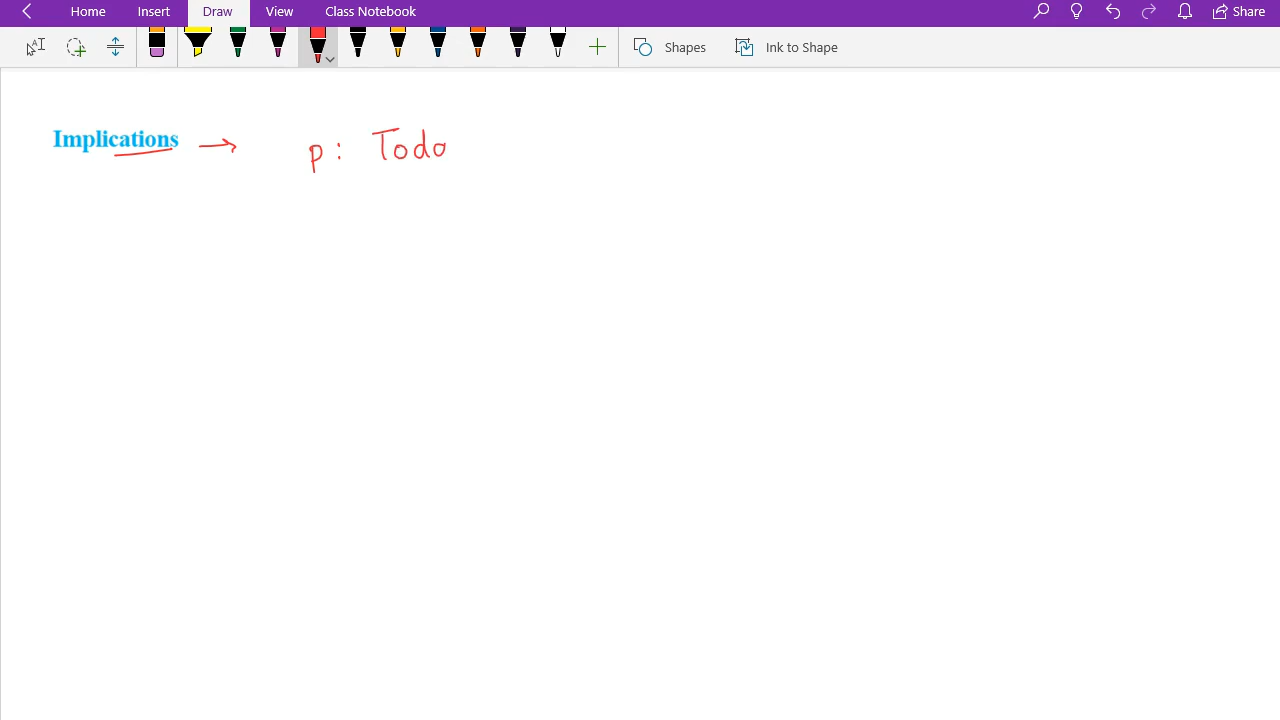 Home Insert Draw View Class Notebook Share
Shapes Ink to Shape
Implications → p: Todo